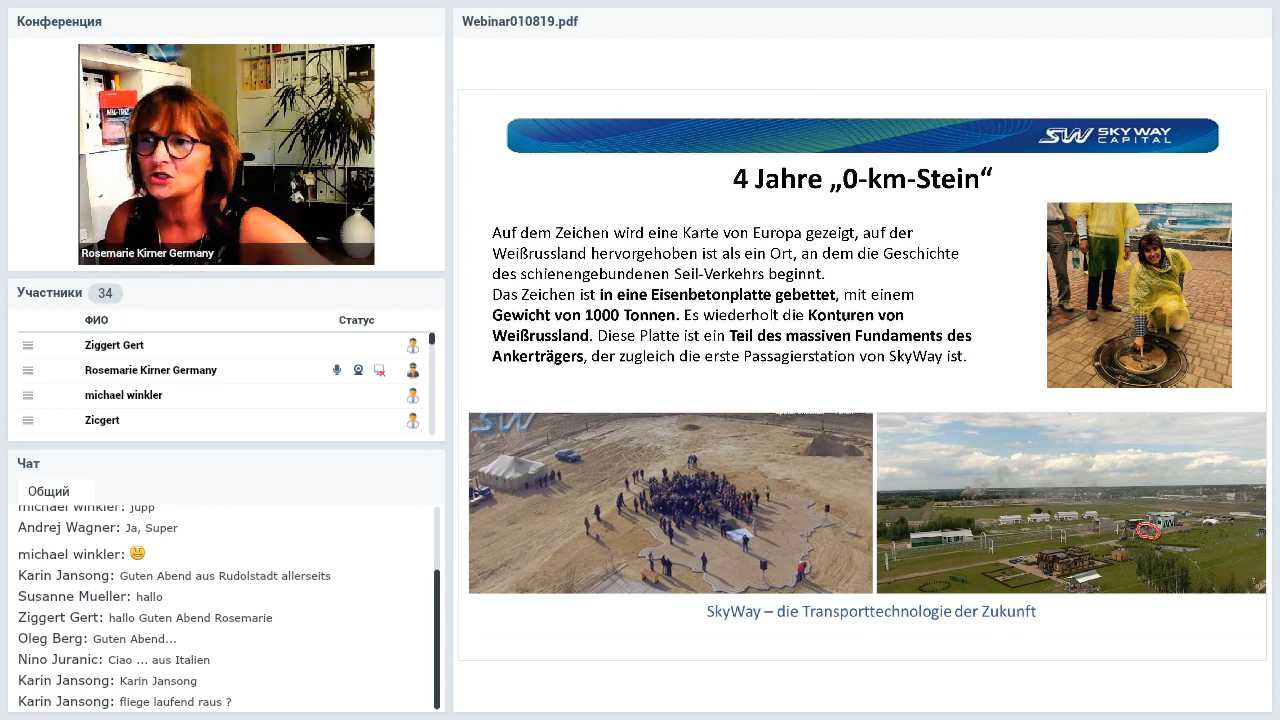 Конференция
Rosemarie Kirner Germany
Участники 34
ФИО Статус
Ziggert Gert
Rosemarie Kirner Germany
michael winkler
Zicgert
Чат
Общий
michael winkler: jupp
Andrej Wagner: Ja, Super
michael winkler:
Karin Jansong: Guten Abend aus Rudolstadt allerseits
Susanne Mueller: hallo
Ziggert Gert: hallo Guten Abend Rosemarie
Oleg Berg: Guten Abend...
Nino Juranic: Ciao ... aus Italien
Karin Jansong: Karin Jansong
Karin Jansong: fliege laufend raus ?
Webinar010819.pdf
SW SKY WAY
CAPITAL
4 Jahre „0-km-Stein“
Auf dem Zeichen wird eine Karte von Europa gezeigt, auf der
Weißrussland hervorgehoben ist als ein Ort, an dem die Geschichte
des schienengebundenen Seil-Verkehrs beginnt.
Das Zeichen ist in eine Eisenbetonplatte gebettet, mit einem
Gewicht von 1000 Tonnen. Es wiederholt die Konturen von
Weißrussland. Diese Platte ist ein Teil des massiven Fundaments des
Ankerträgers, der zugleich die erste Passagierstation von SkyWay ist.
SW
SkyWay – die Transporttechnologie der Zukunft